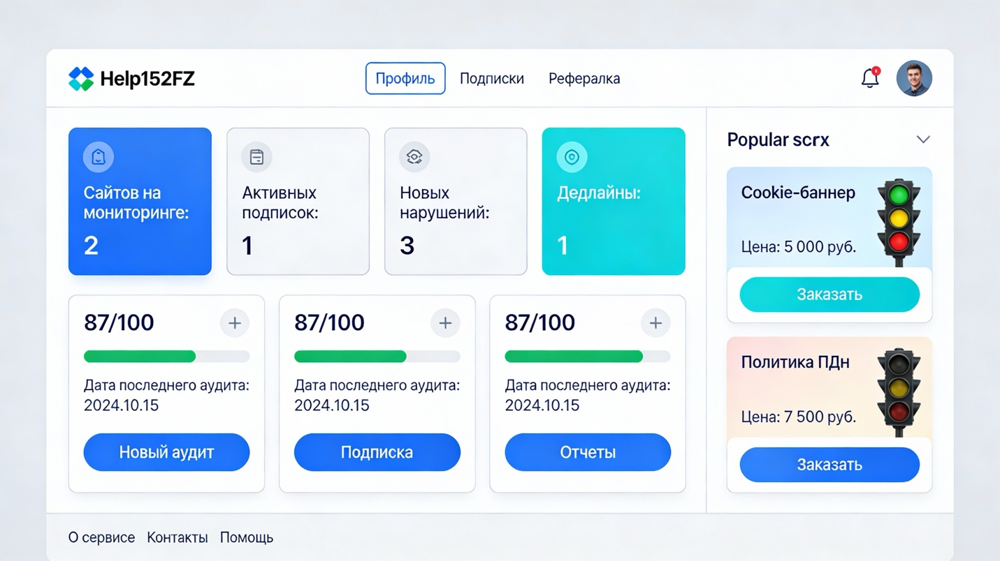 Help152FZ
Профиль
Подписки
Рефералка
Сайтов на
мониторинге:
2
Активных
подписок:
1
Новых
нарушений:
3
Дедлайны:
1
87/100
Дата последнего аудита:
2024.10.15
Новый аудит
87/100
Дата последнего аудита:
2024.10.15
Подписка
87/100
Дата последнего аудита:
2024.10.15
Отчеты
Popular scrx
Cookie-баннер
Цена: 5 000 руб.
Заказать
Политика ПДн
Цена: 7 500 руб.
Заказать
О сервисе
Контакты
Помощь